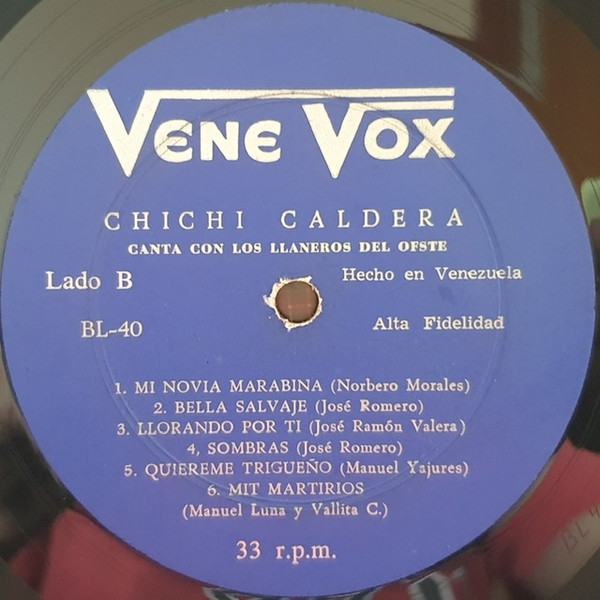 VENE VOX
CHICHI CALDERA
CANTA CON LOS LLANEROS DEL OFSTE
Lado B
Hecho en Venezuela
BL-40
Alta Fidelidad
1. MI NOVIA MARABINA (Norbero Morales)
2. BELLA SALVAJE (José Romero)
3. LLORANDO POR TI (José Ramón Valera)
4, SOMBRAS (José Romero)
5. QUIEREME TRIGUEÑO (Manuel Yajures)
6. MIT MARTIRIOS
(Manuel Luna y Vallita C.)
33 r.p.m.